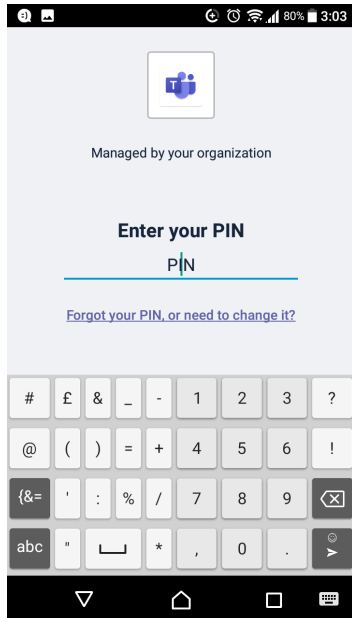 80% 3:03
T
Managed by your organization
Enter your PIN
PIN
Forgot your PIN, or need to change it?
# £ & _ - 1 2 3 ?
@ ( ) = + 4 5 6 !
{&= ' : % / 7 8 9
abc " * , 0 .